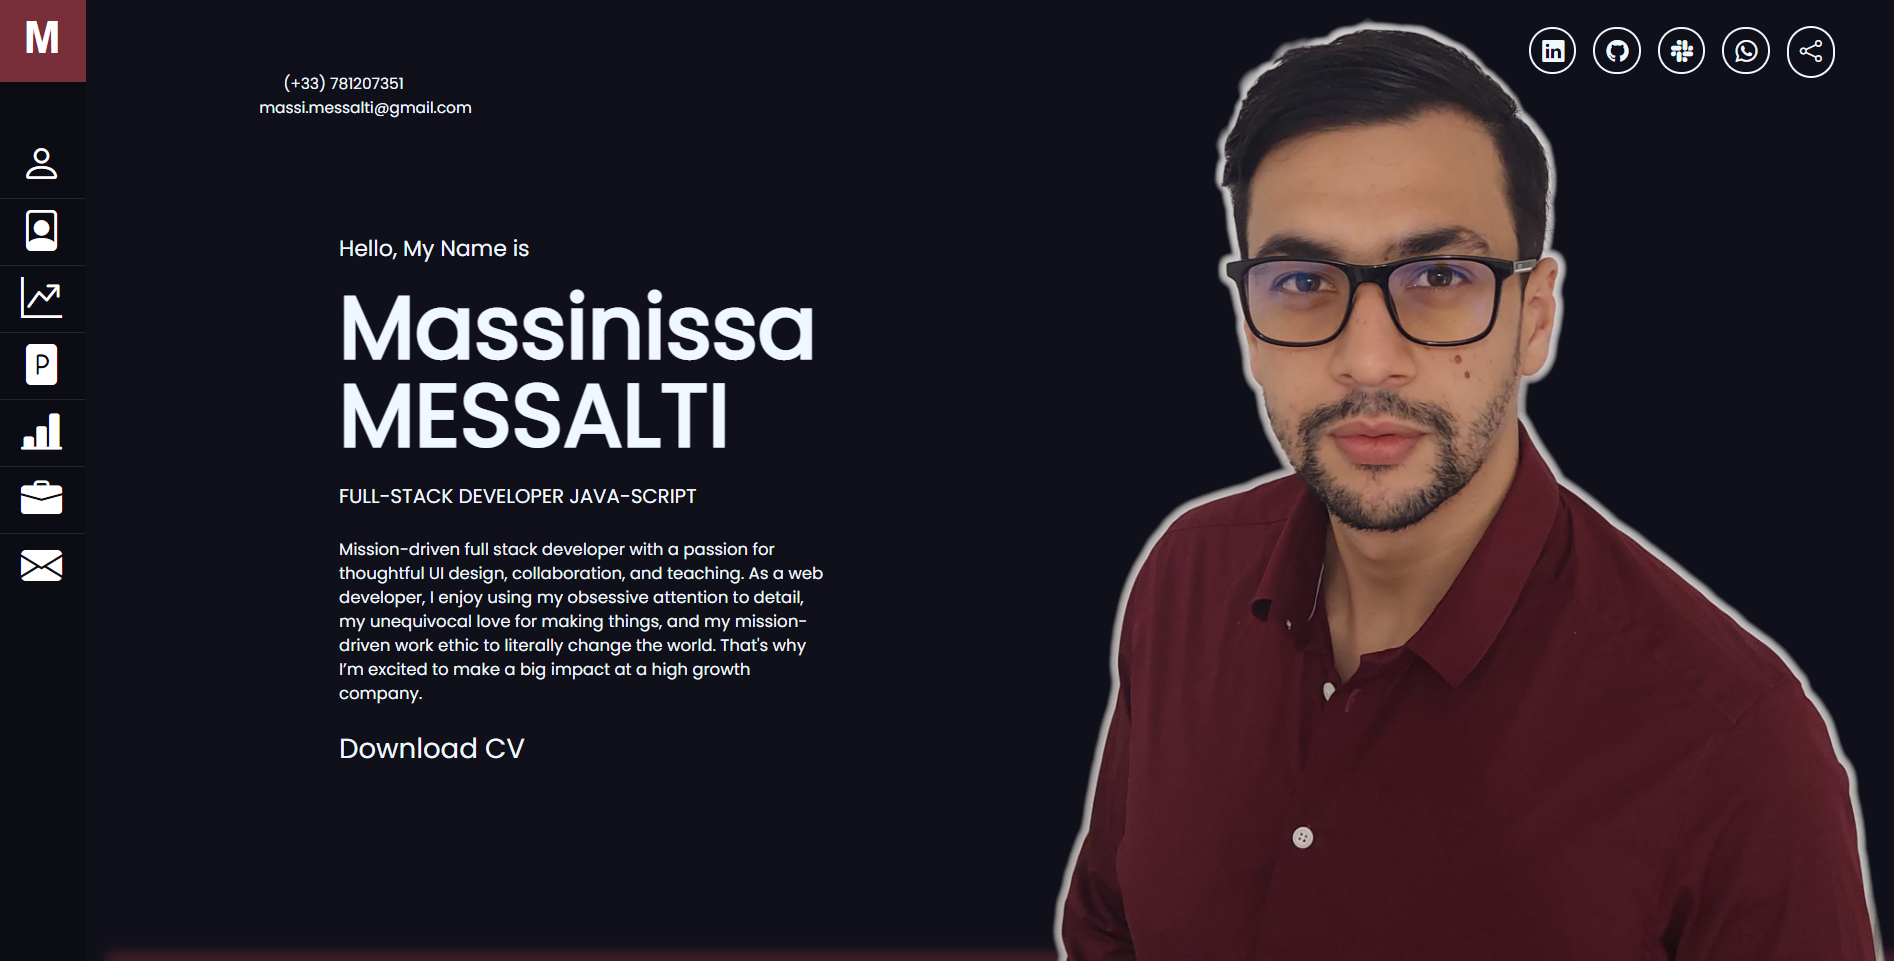 M
(+33) 781207351
massi.messalti@gmail.com
Hello, My Name is
Massinissa
MESSALTI
FULL-STACK DEVELOPER JAVA-SCRIPT
Mission-driven full stack developer with a passion for
thoughtful UI design, collaboration, and teaching. As a web
developer, I enjoy using my obsessive attention to detail,
my unequivocal love for making things, and my mission-
driven work ethic to literally change the world. That's why
I’m excited to make a big impact at a high growth
company.
Download CV
in
P